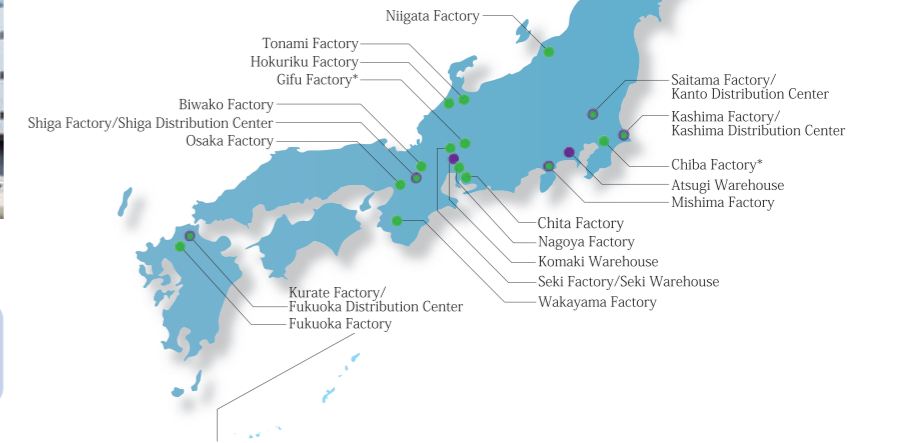 Niigata Factory
Tonami Factory
Hokuriku Factory
Gifu Factory*
Biwako Factory
Shiga Factory/Shiga Distribution Center
Osaka Factory
Saitama Factory/
Kanto Distribution Center
Kashima Factory/
Kashima Distribution Center
Chiba Factory*
Atsugi Warehouse
Mishima Factory
Chita Factory
Nagoya Factory
Komaki Warehouse
Seki Factory/Seki Warehouse
Wakayama Factory
Kurate Factory/
Fukuoka Distribution Center
Fukuoka Factory